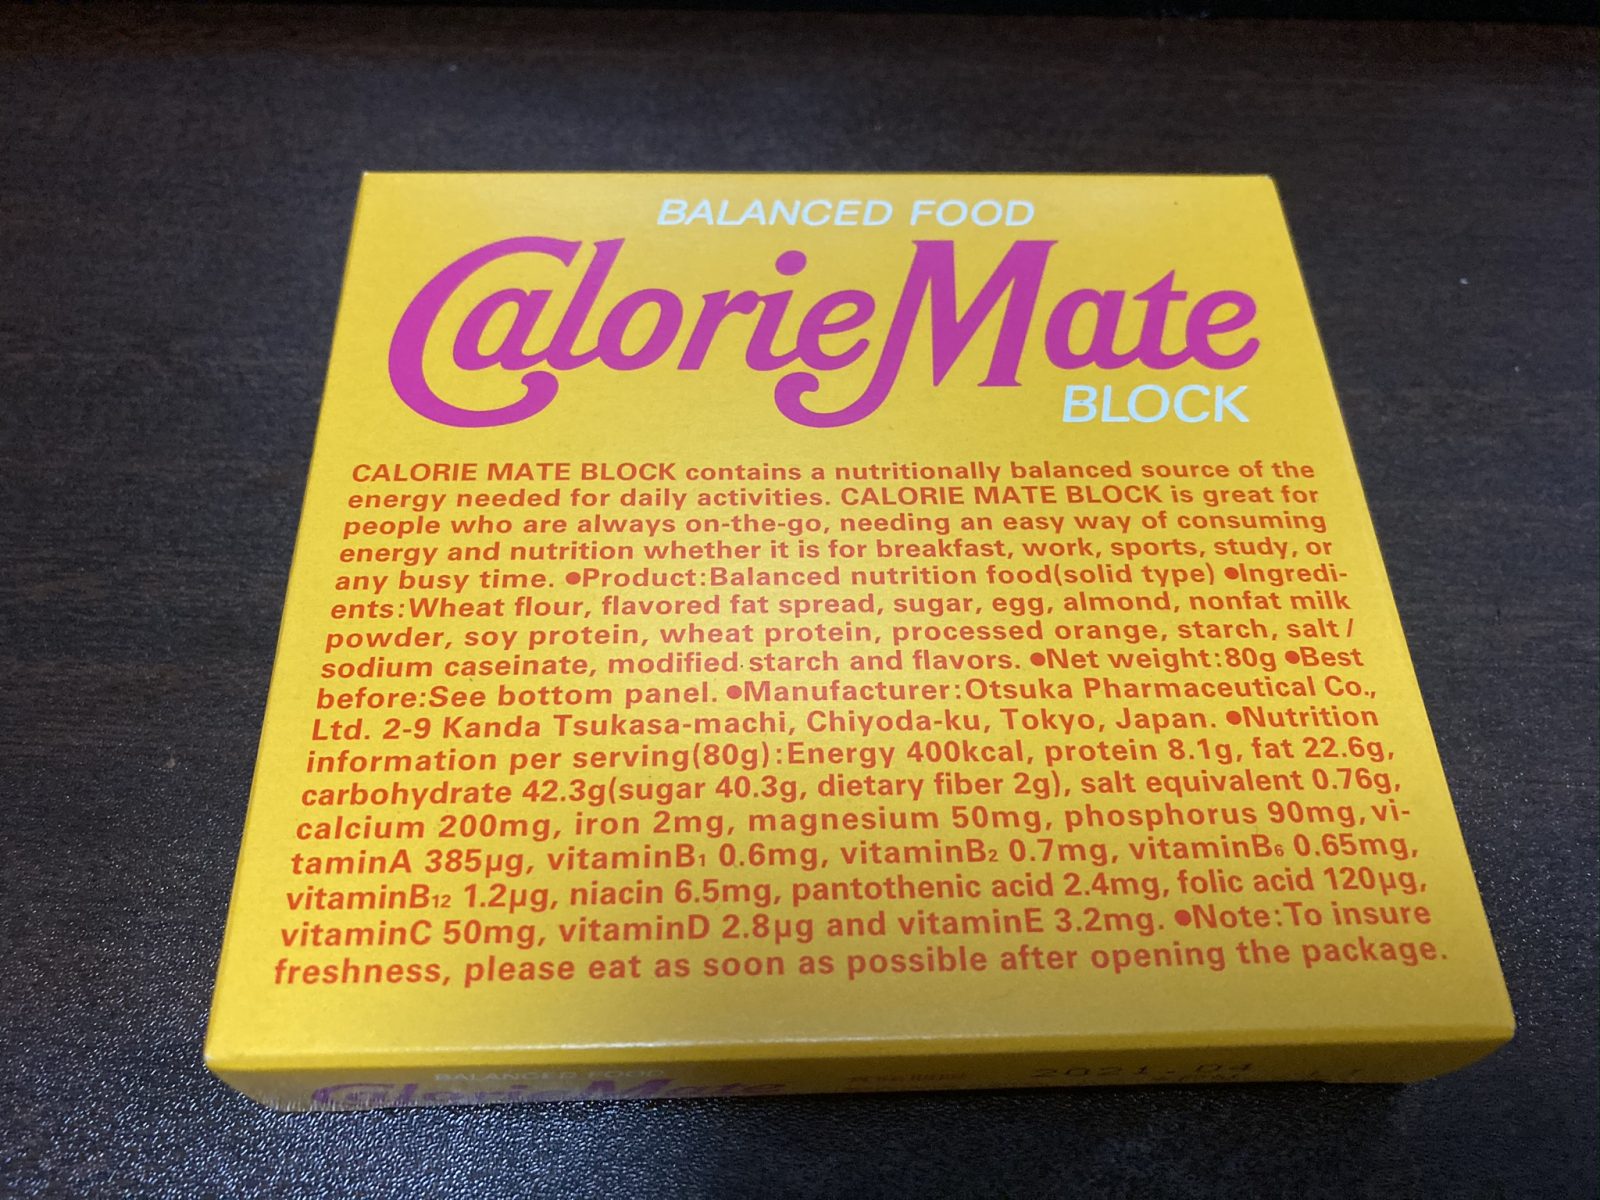 BALANCED FOOD
CalorieMate
BLOCK
CALORIE MATE BLOCK contains a nutritionally balanced source of the
energy needed for daily activities. CALORIE MATE BLOCK is great for
people who are always on-the-go, needing an easy way of consuming
energy and nutrition whether it is for breakfast, work, sports, study, or
any busy time. ●Product:Balanced nutrition food(solid type) ●Ingredi-
ents:Wheat flour, flavored fat spread, sugar, egg, almond, nonfat milk
powder, soy protein, wheat protein, processed orange, starch, salt/
sodium caseinate, modified starch and flavors. ●Net weight:80g ●Best
before:See bottom panel. ●Manufacturer:Otsuka Pharmaceutical Co.,
Ltd. 2-9 Kanda Tsukasa-machi, Chiyoda-ku, Tokyo, Japan. ●Nutrition
information per serving(80g):Energy 400kcal, protein 8.1g, fat 22.6g,
carbohydrate 42.3g(sugar 40.3g, dietary fiber 2g), salt equivalent 0.76g,
calcium 200mg, iron 2mg, magnesium 50mg, phosphorus 90mg, vi-
taminA 385μg, vitaminB₁ 0.6mg, vitaminB₂ 0.7mg, vitaminB₆ 0.65mg,
vitaminB₁₂ 1.2μg, niacin 6.5mg, pantothenic acid 2.4mg, folic acid 120μg,
vitaminC 50mg, vitaminD 2.8μg and vitaminE 3.2mg. ●Note:To insure
freshness, please eat as soon as possible after opening the package.
BALANCED FOOD
CalorieMate
2021.04